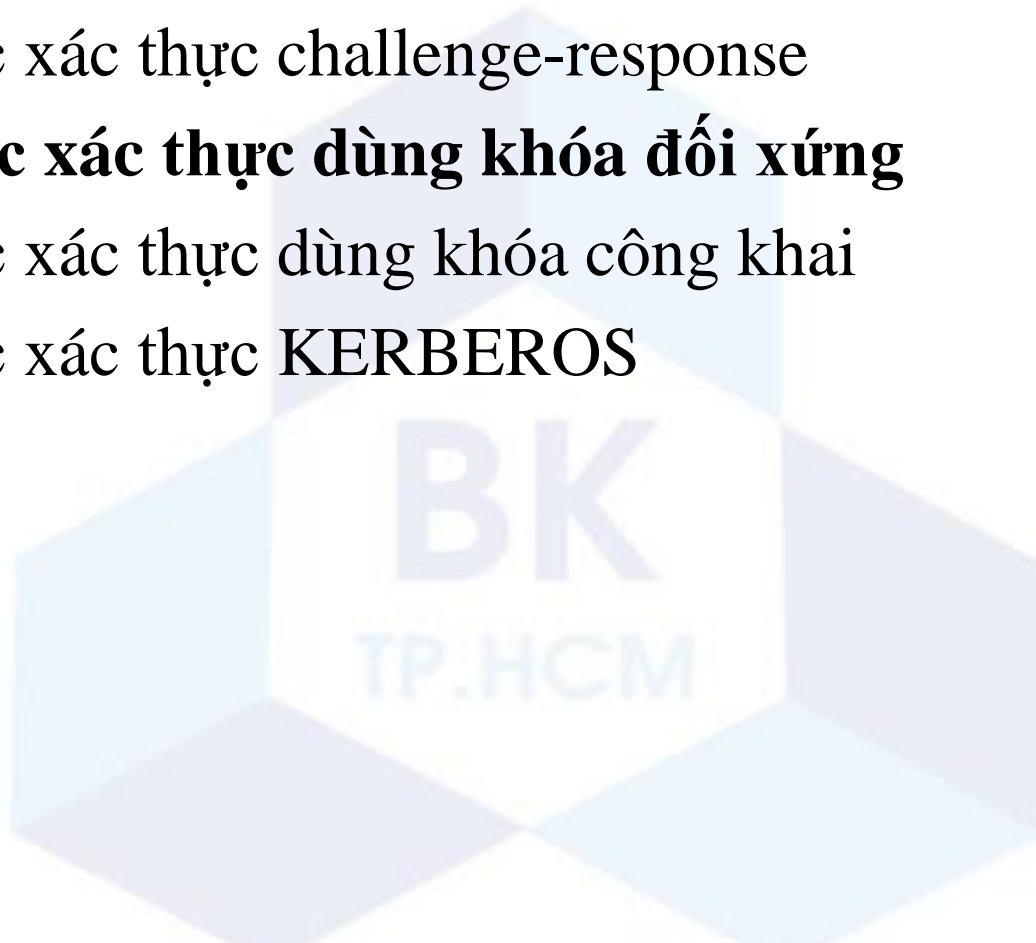 c xác thực challenge-response
c xác thực dùng khóa đối xứng
c xác thực dùng khóa công khai
c xác thực KERBEROS
BK
TP.HCM